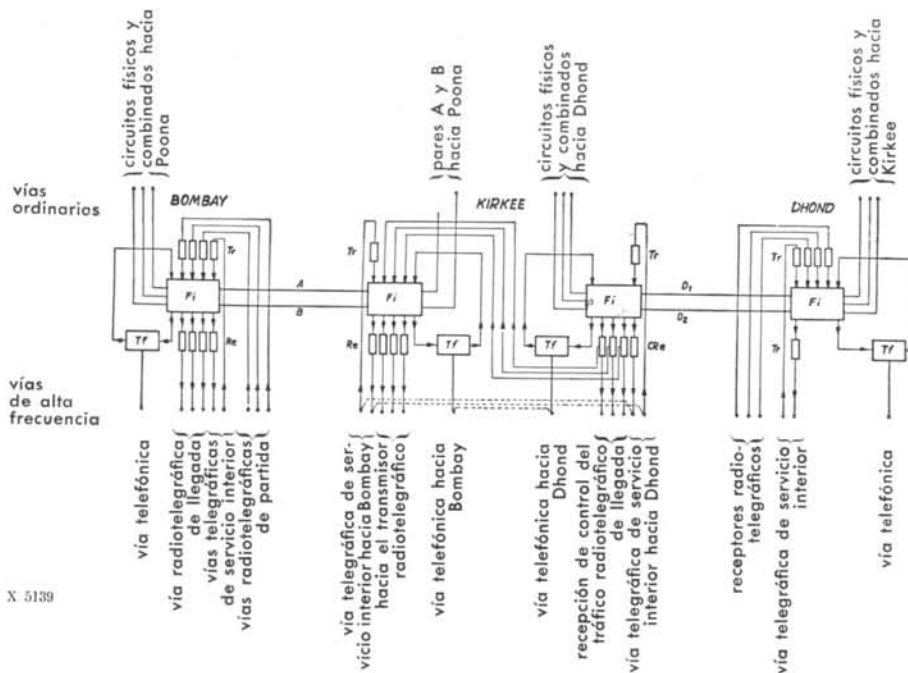 circuitos físicos y
combinados hacia
Poona
pares A y B
hacia Poona
circuitos físicos
y combinados
hacia Dhond
circuitos físicos y
combinados hacia
Kirkee
vías
ordinarias
BOMBAY
KIRKEE
DHOND
Tr
Tr
Tr
Tr
Fi
A
B
Fi
Fi
D1
D2
Fi
Tf
Re
Re
Tf
Tf
CRe
Tr
Tf
vías
de alta
frecuencia
vía telefónica
vía radiotelegráfica
de llegada
vías telegráficas
de servicio interior
vías radiotelegráficas
de partida
vía telegráfica de ser-
vicio interior hacia Bombay
hacia el transmisor
radiotelegráfico
vía telefónica hacia
Bombay
vía telefónica hacia
Dhond
recepción de control del
tráfico radiotelegráfico
de llegada
vía telegráfica de servicio
interior hacia Dhond
receptores radio-
telegráficos
vía telegráfica de servicio
interior
vía telefónica
X 5139